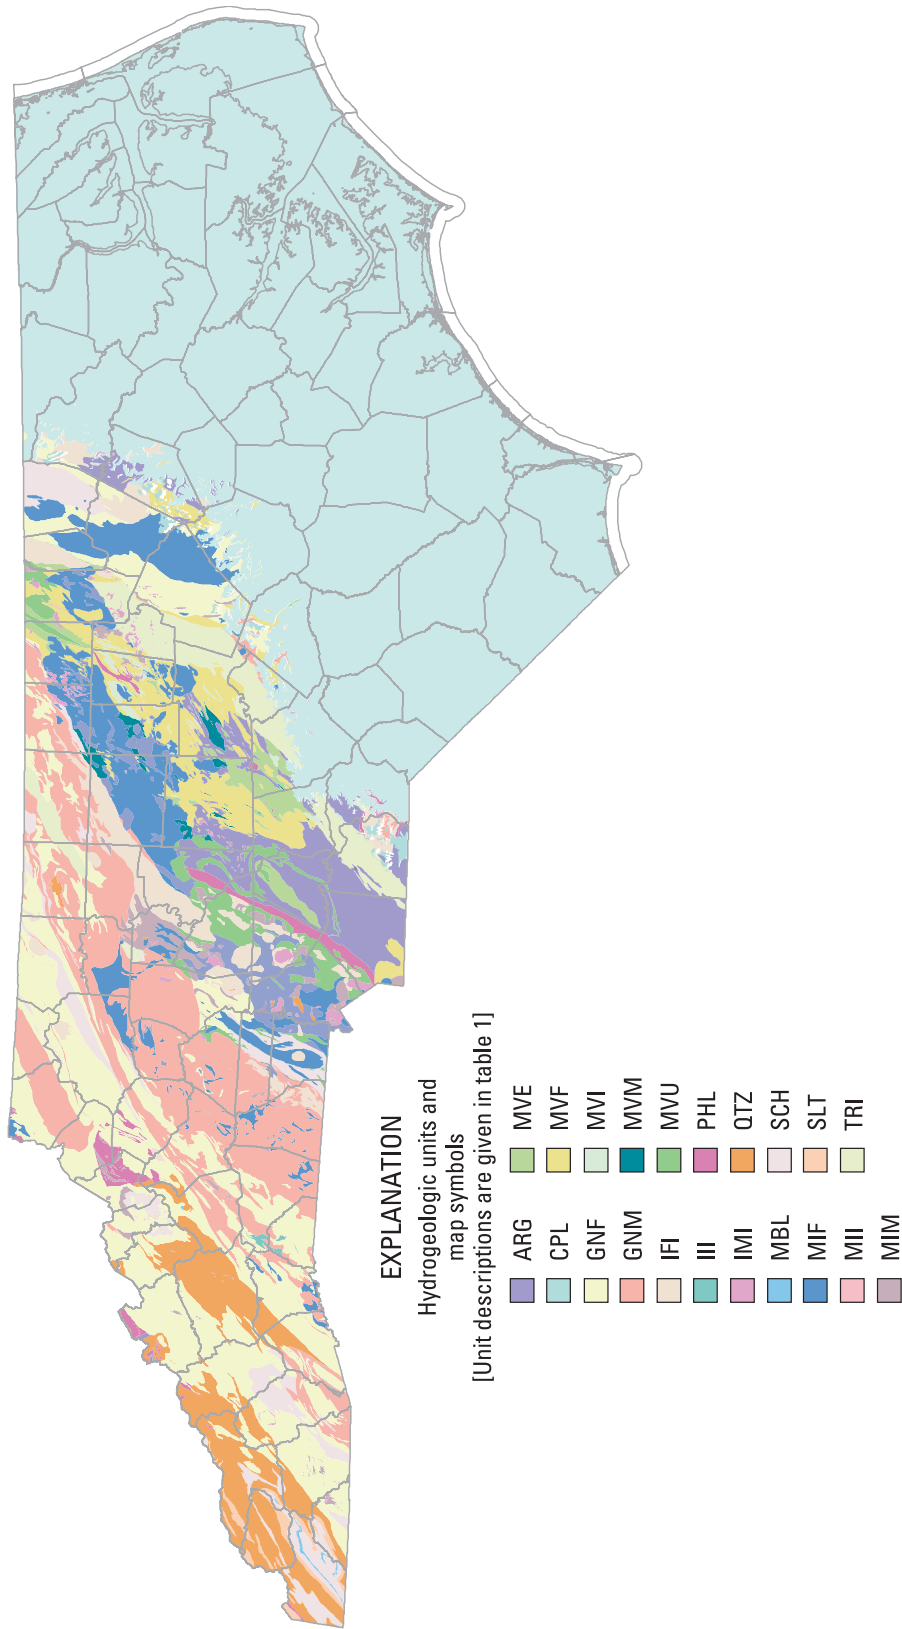 EXPLANATION
Hydrogeologic units and
map symbols
[Unit descriptions are given in table 1]
ARG
CPL
GNF
GNM
IFI
III
IMI
MBL
MIF
MII
MIM
MVE
MVF
MVI
MVM
MVU
PHL
QTZ
SCH
SLT
TRI